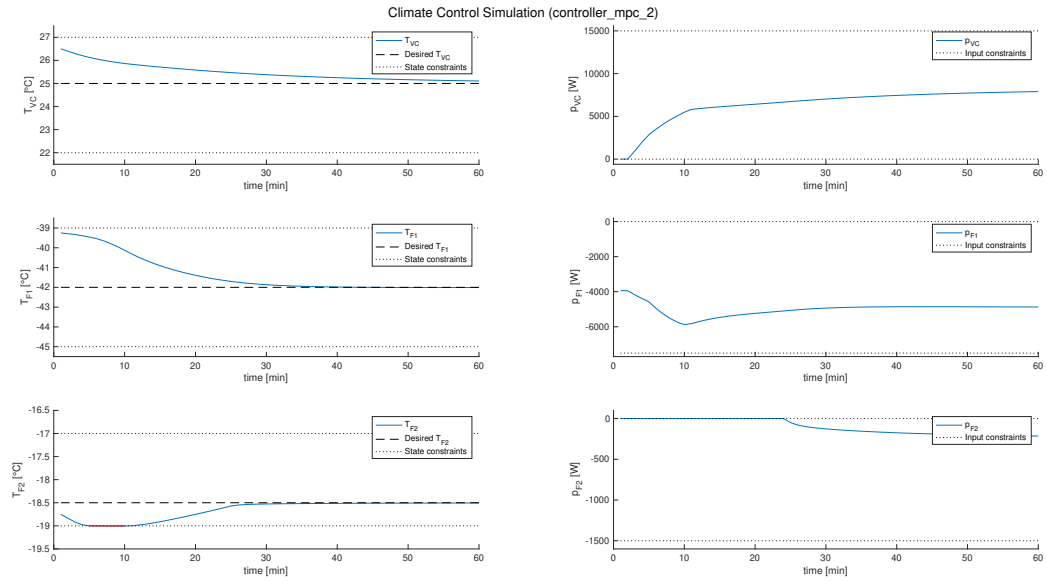 Climate Control Simulation (controller_mpc_2)
27
26
25
24
23
22
T_VC [°C]
0 10 20 30 40 50 60
time [min]
T_VC
Desired T_VC
State constraints
15000
10000
5000
0
p_VC [W]
0 10 20 30 40 50 60
time [min]
p_VC
Input constraints
-39
-40
-41
-42
-43
-44
-45
T_F1 [°C]
0 10 20 30 40 50 60
time [min]
T_F1
Desired T_F1
State constraints
0
-2000
-4000
-6000
p_F1 [W]
0 10 20 30 40 50 60
time [min]
p_F1
Input constraints
-16.5
-17
-17.5
-18
-18.5
-19
-19.5
T_F2 [°C]
0 10 20 30 40 50 60
time [min]
T_F2
Desired T_F2
State constraints
0
-500
-1000
-1500
p_F2 [W]
0 10 20 30 40 50 60
time [min]
p_F2
Input constraints